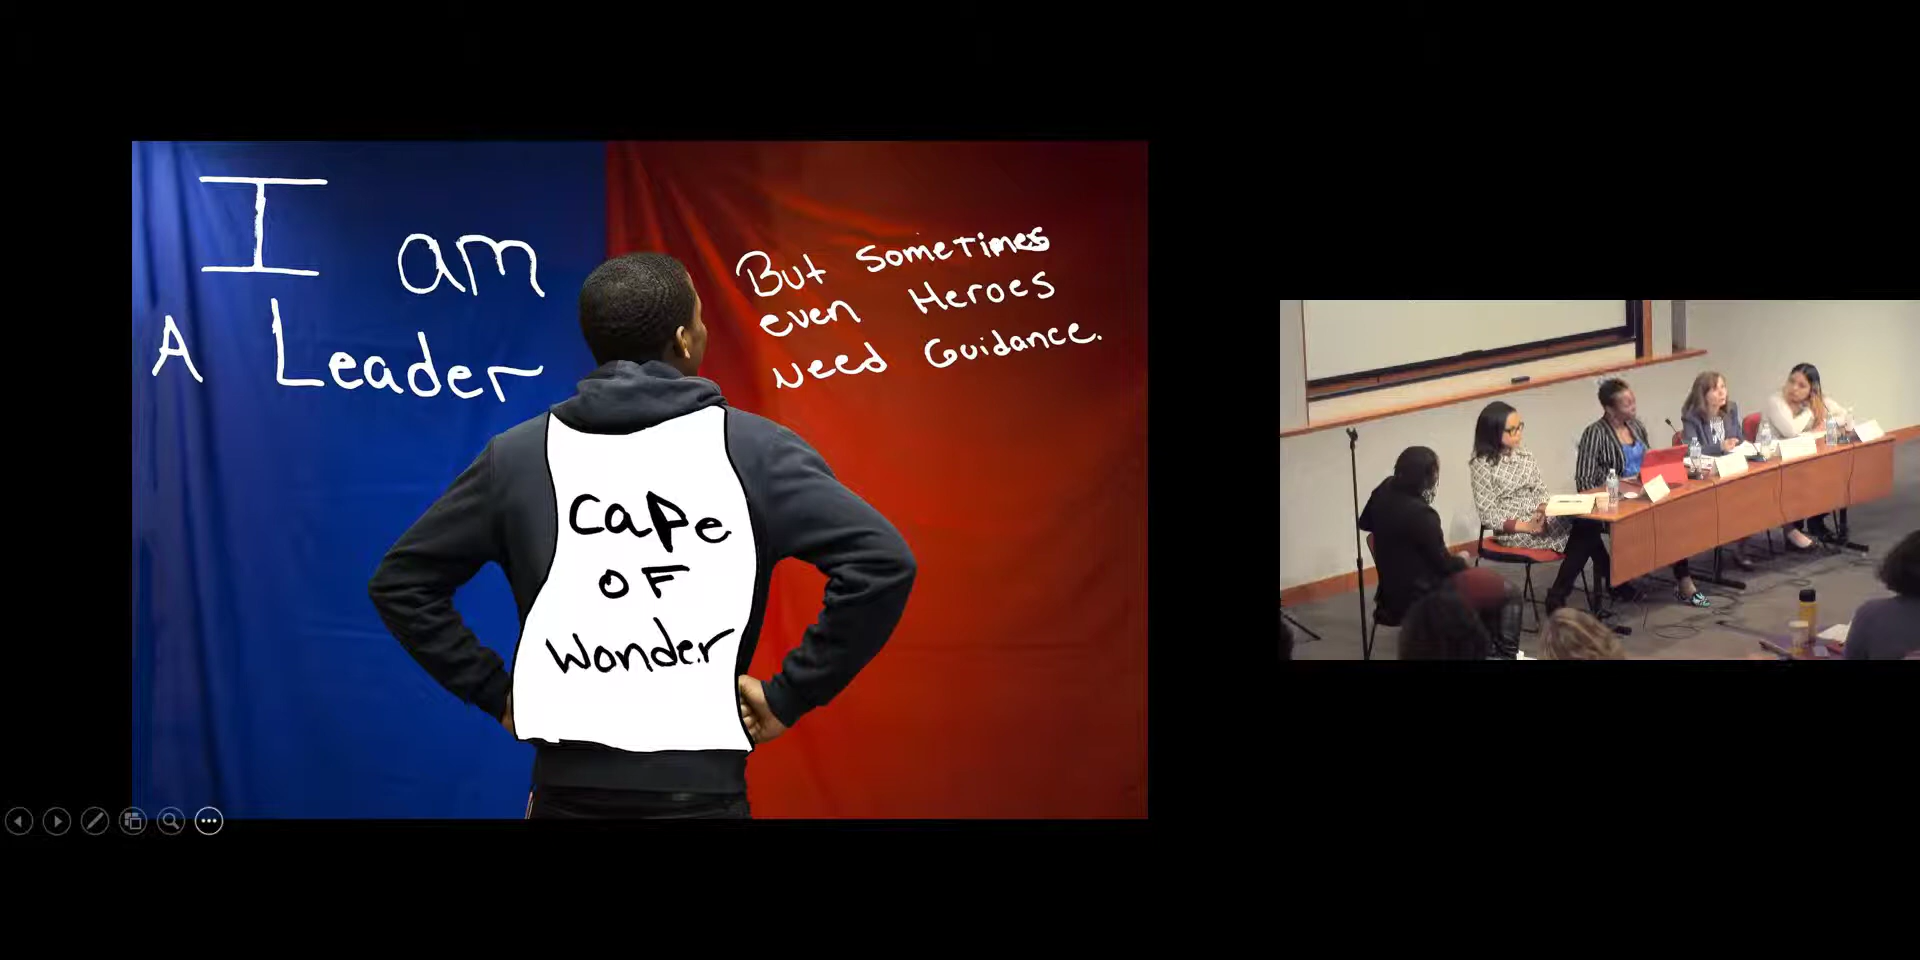 I am
A Leader
But Sometimes
even Heroes
Need Guidance.
Cape
OF
Wonder